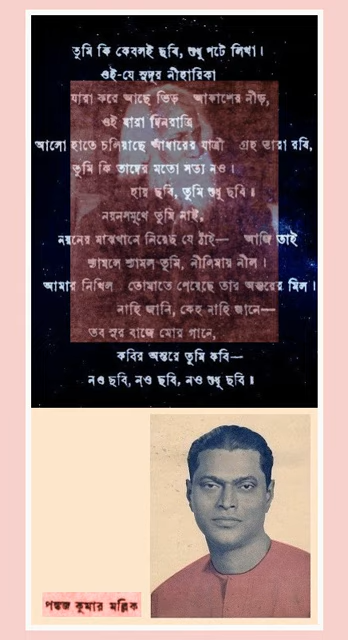 তুমি কি কেবলই ছবি, শুধু পটে লিখা।
ওই-যে সুদূর নীহারিকা
যারা করে আছে ভিড় আকাশের নীড়,
ওই যারা দিনরাত্রি
আলো হাতে চলিয়াছে আঁধারের যাত্রী গ্রহ তারা রবি,
তুমি কি তাদের মতো সত্য নও।
হায় ছবি, তুমি শুধু ছবি॥
নয়নসমুখে তুমি নাই,
নয়নের মাঝখানে নিয়েছ যে ঠাঁই— আজি তাই
শ্যামলে শ্যামল তুমি, নীলিমায় নীল।
আমার নিখিল তোমাতে পেয়েছে তার অন্তরের মিল।
নাহি জানি, কেহ নাহি জানে—
তব সুর বাজে মোর গানে,
কবির অন্তরে তুমি কবি—
নও ছবি, নও ছবি, নও শুধু ছবি॥
পঙ্কজ কুমার মল্লিক